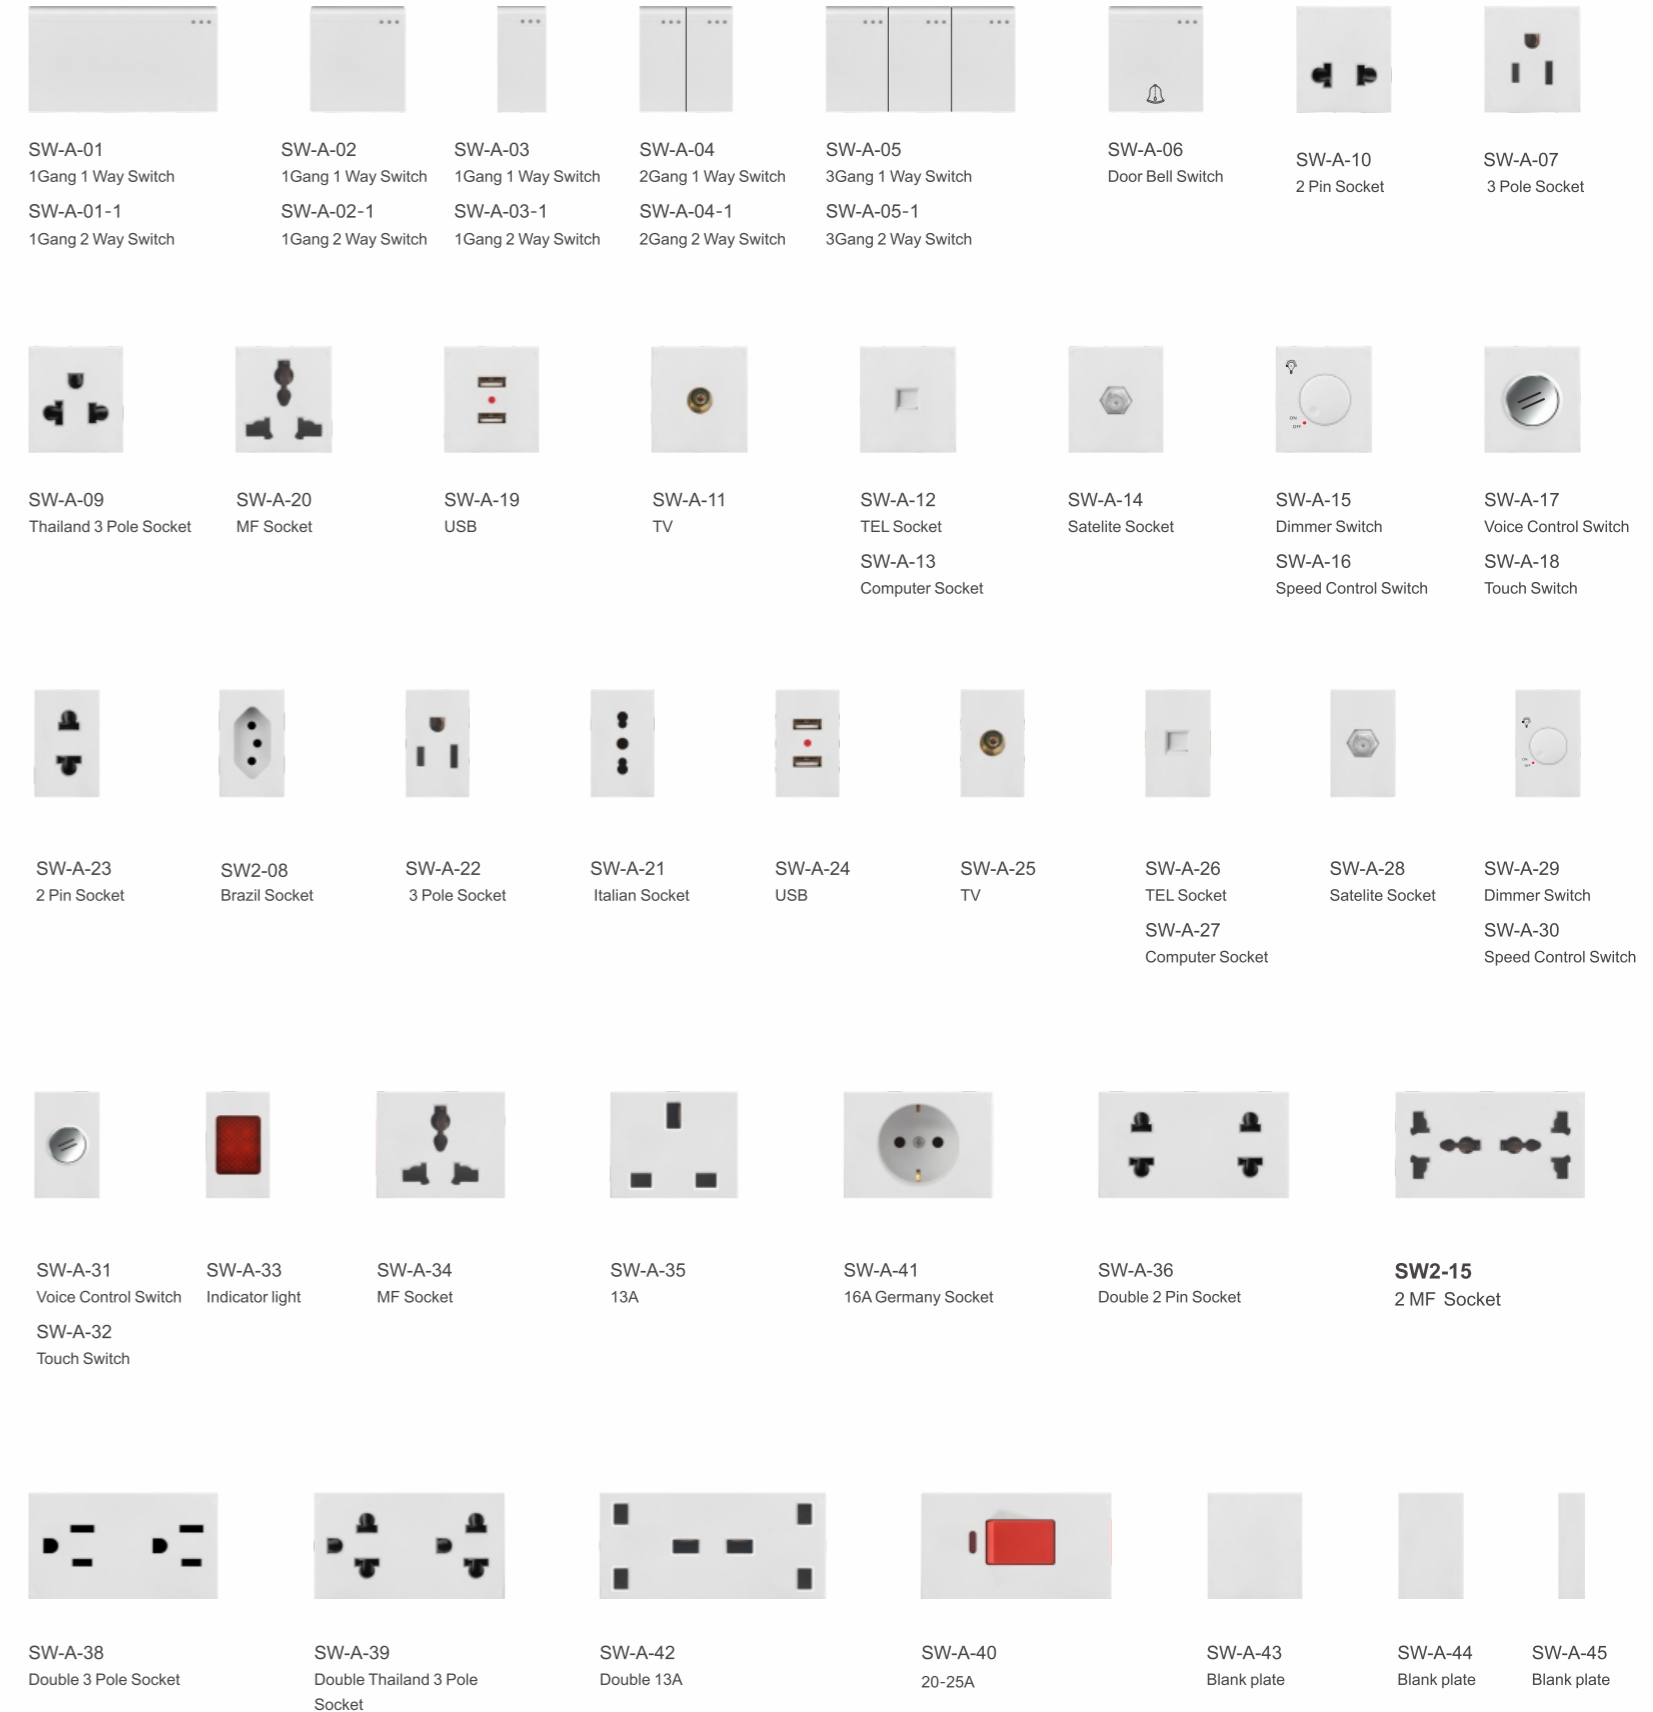 SW-A-01
1Gang 1 Way Switch
SW-A-01-1
1Gang 2 Way Switch
SW-A-02
1Gang 1 Way Switch
SW-A-02-1
1Gang 2 Way Switch
SW-A-03
1Gang 1 Way Switch
SW-A-03-1
1Gang 2 Way Switch
SW-A-04
2Gang 1 Way Switch
SW-A-04-1
2Gang 2 Way Switch
SW-A-05
3Gang 1 Way Switch
SW-A-05-1
3Gang 2 Way Switch
SW-A-06
Door Bell Switch
SW-A-10
2 Pin Socket
SW-A-07
3 Pole Socket
SW-A-09
Thailand 3 Pole Socket
SW-A-20
MF Socket
SW-A-19
USB
SW-A-11
TV
SW-A-12
TEL Socket
SW-A-13
Computer Socket
SW-A-14
Satelite Socket
ON
OFF
SW-A-15
Dimmer Switch
SW-A-16
Speed Control Switch
SW-A-17
Voice Control Switch
SW-A-18
Touch Switch
SW-A-23
2 Pin Socket
SW2-08
Brazil Socket
SW-A-22
3 Pole Socket
SW-A-21
Italian Socket
SW-A-24
USB
SW-A-25
TV
SW-A-26
TEL Socket
SW-A-27
Computer Socket
SW-A-28
Satelite Socket
ON
OFF
SW-A-29
Dimmer Switch
SW-A-30
Speed Control Switch
SW-A-31
Voice Control Switch
SW-A-32
Touch Switch
SW-A-33
Indicator light
SW-A-34
MF Socket
SW-A-35
13A
SW-A-41
16A Germany Socket
SW-A-36
Double 2 Pin Socket
SW2-15
2 MF Socket
SW-A-38
Double 3 Pole Socket
SW-A-39
Double Thailand 3 Pole
Socket
SW-A-42
Double 13A
SW-A-40
20-25A
SW-A-43
Blank plate
SW-A-44
Blank plate
SW-A-45
Blank plate